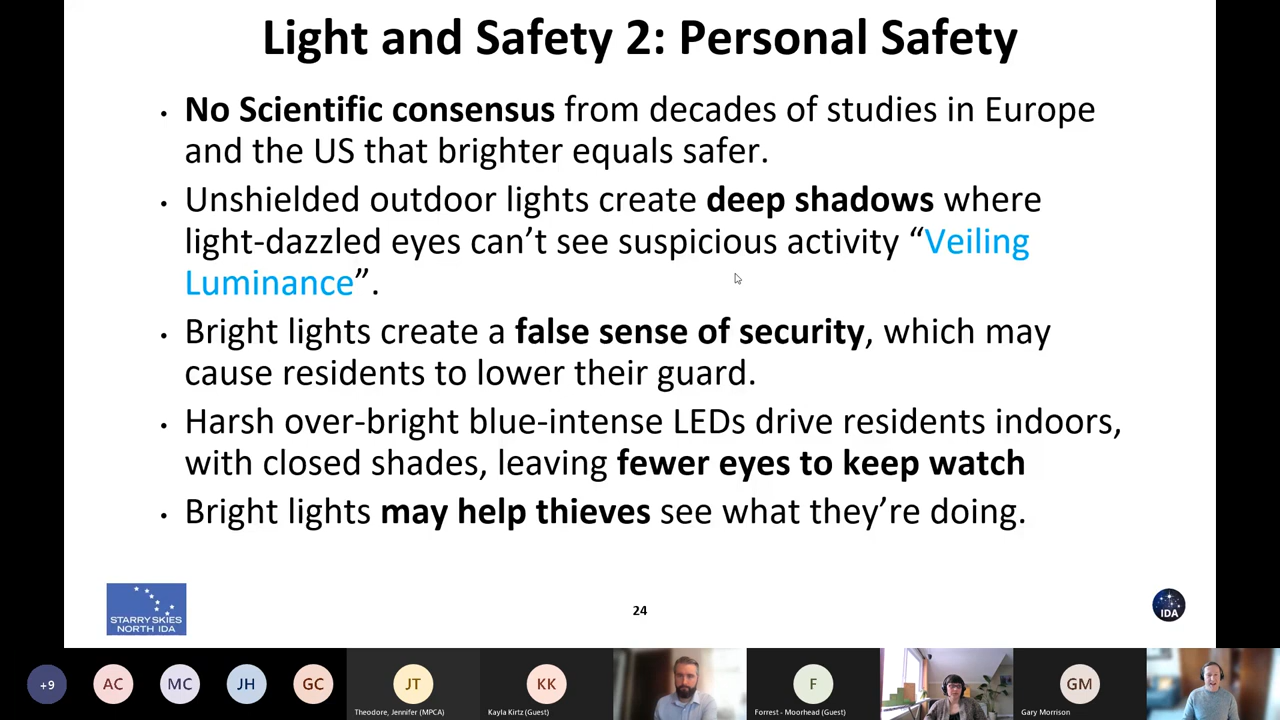 Light and Safety 2: Personal Safety
• No Scientific consensus from decades of studies in Europe
and the US that brighter equals safer.
• Unshielded outdoor lights create deep shadows where
light-dazzled eyes can’t see suspicious activity “Veiling
Luminance”.
• Bright lights create a false sense of security, which may
cause residents to lower their guard.
• Harsh over-bright blue-intense LEDs drive residents indoors,
with closed shades, leaving fewer eyes to keep watch
• Bright lights may help thieves see what they’re doing.
STARRY SKIES
NORTH IDA
24
IDA
+9
AC
MC
JH
GC
JT
Theodore, Jennifer (MPCA)
KK
Kayla Kirtz (Guest)
F
Forrest - Moorhead (Guest)
GM
Gary Morrison